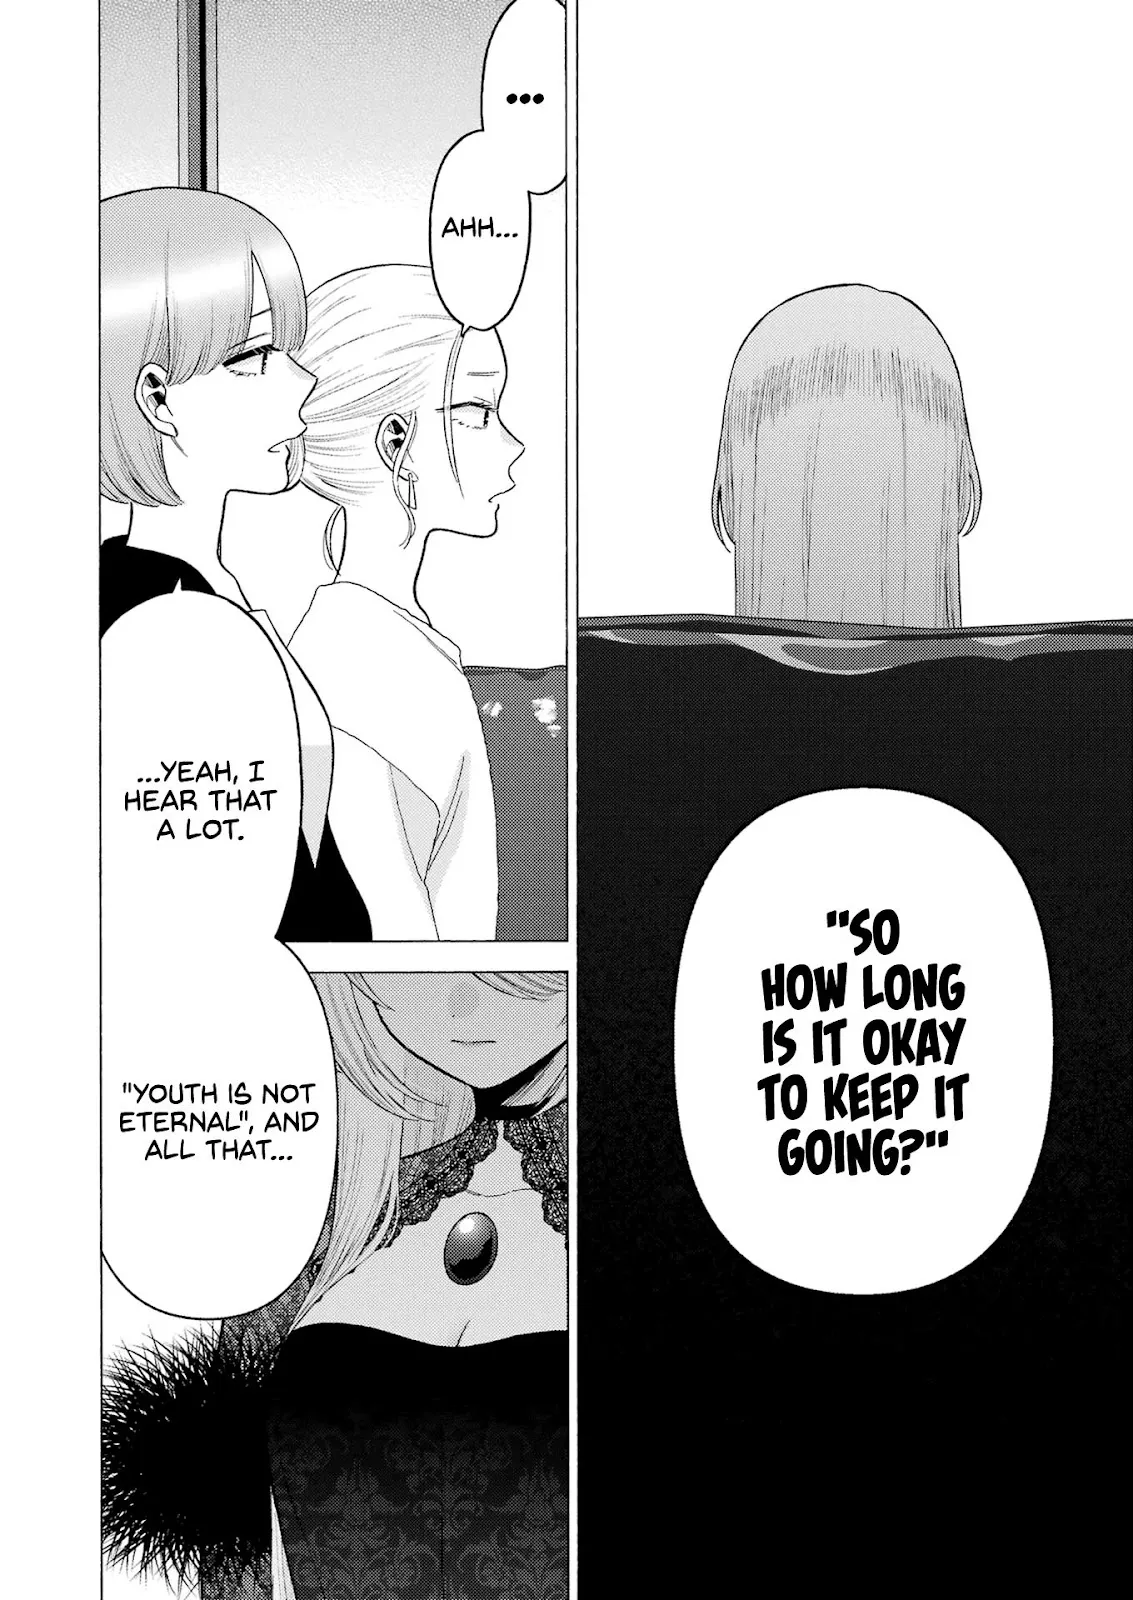 "SO
HOW LONG
IS IT OKAY
TO KEEP IT
GOING?"
...
AHH...
...YEAH, I
HEAR THAT
A LOT.
"YOUTH IS NOT
ETERNAL", AND
ALL THAT...